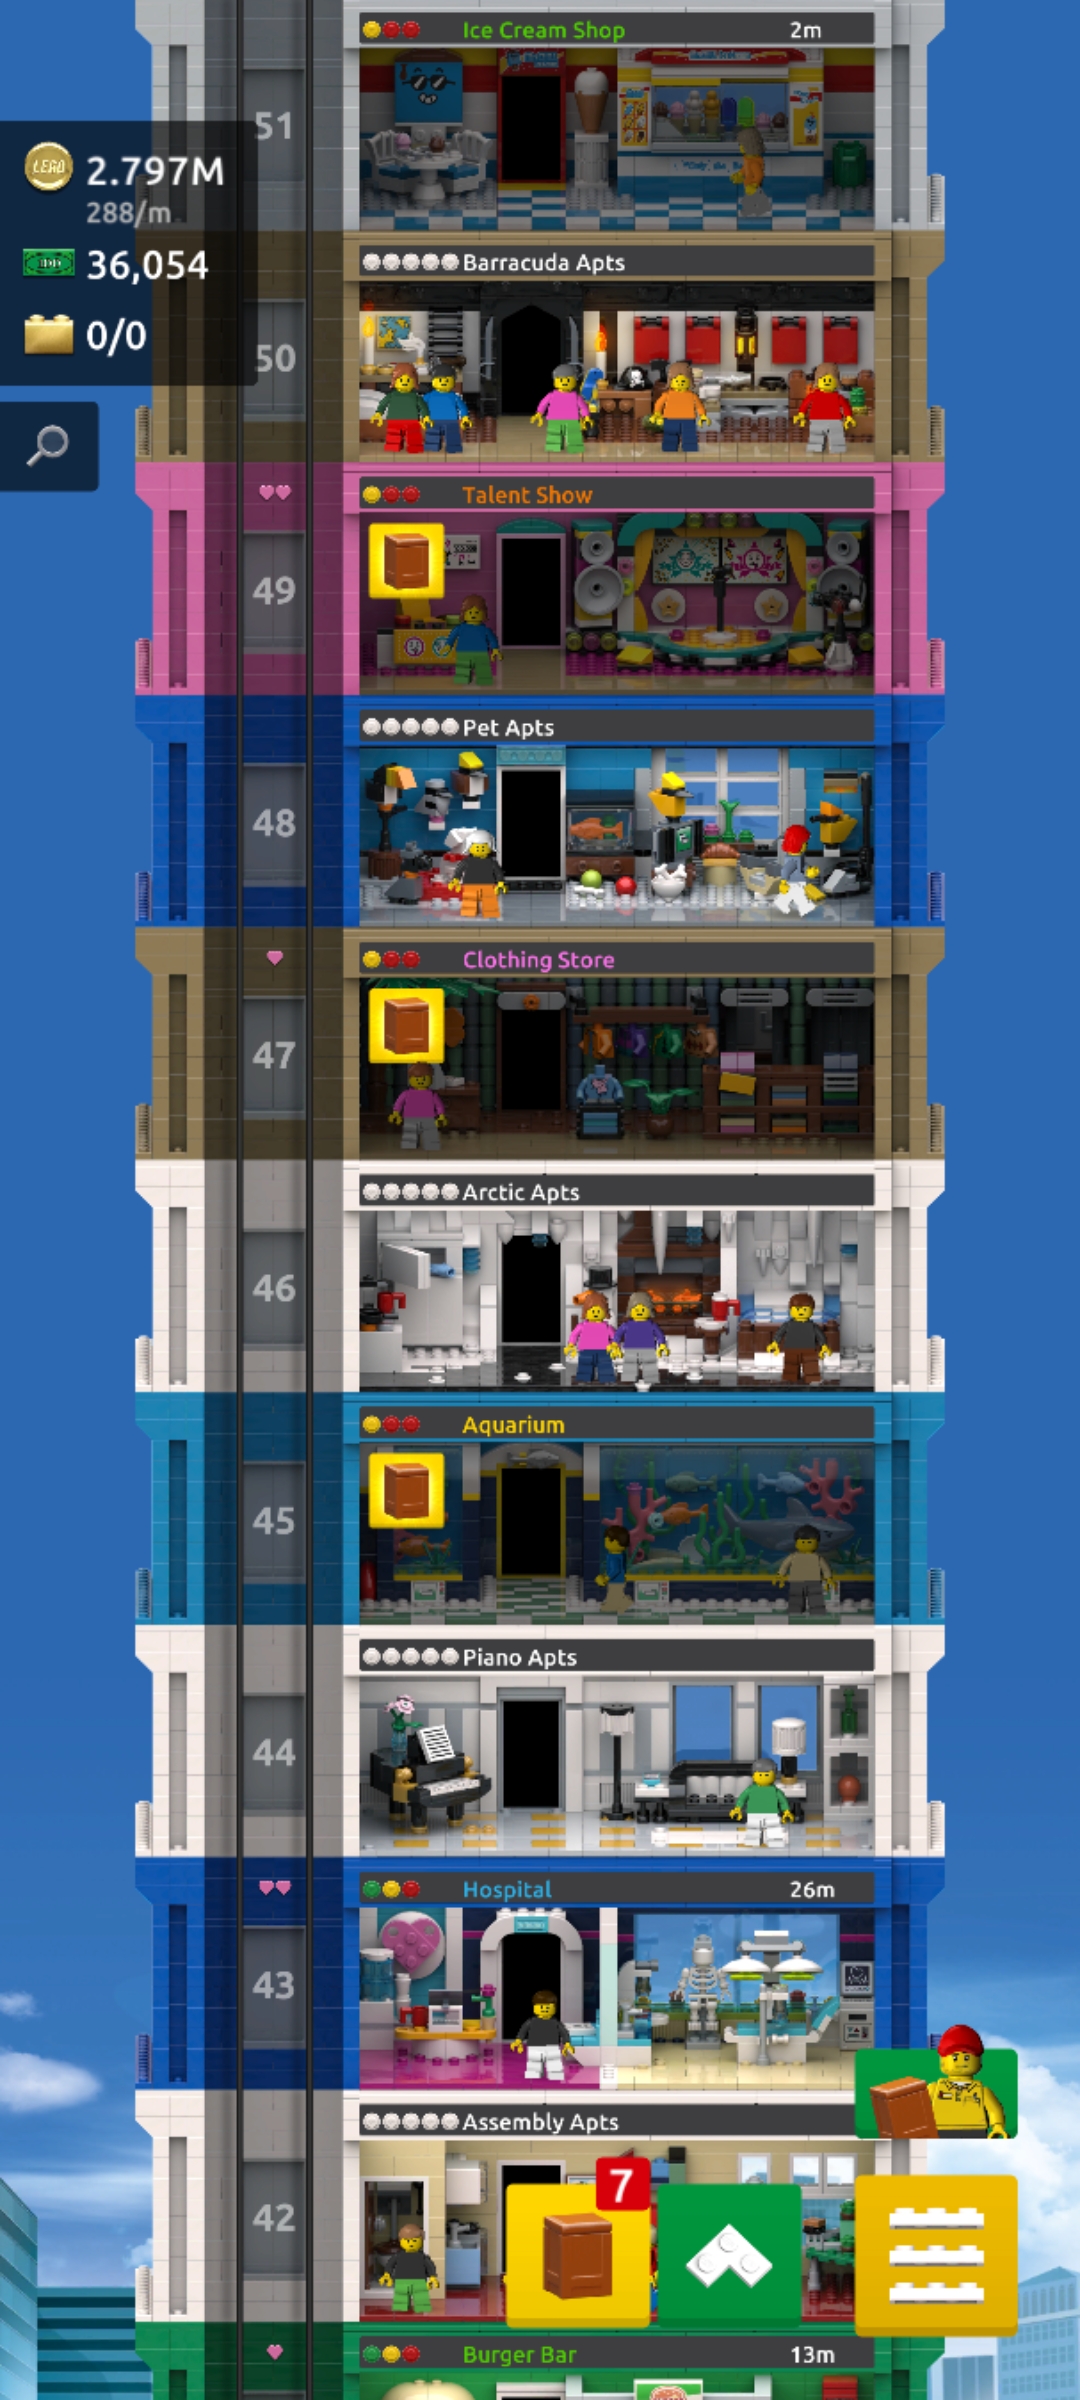 Ice Cream Shop 2m
51
LEGO 2.797M
288/m
36,054
0/0
Barracuda Apts
50
Talent Show
49
Pet Apts
48
Clothing Store
47
Arctic Apts
46
Aquarium
45
Piano Apts
44
Hospital 26m
43
Assembly Apts
42
7
Burger Bar 13m